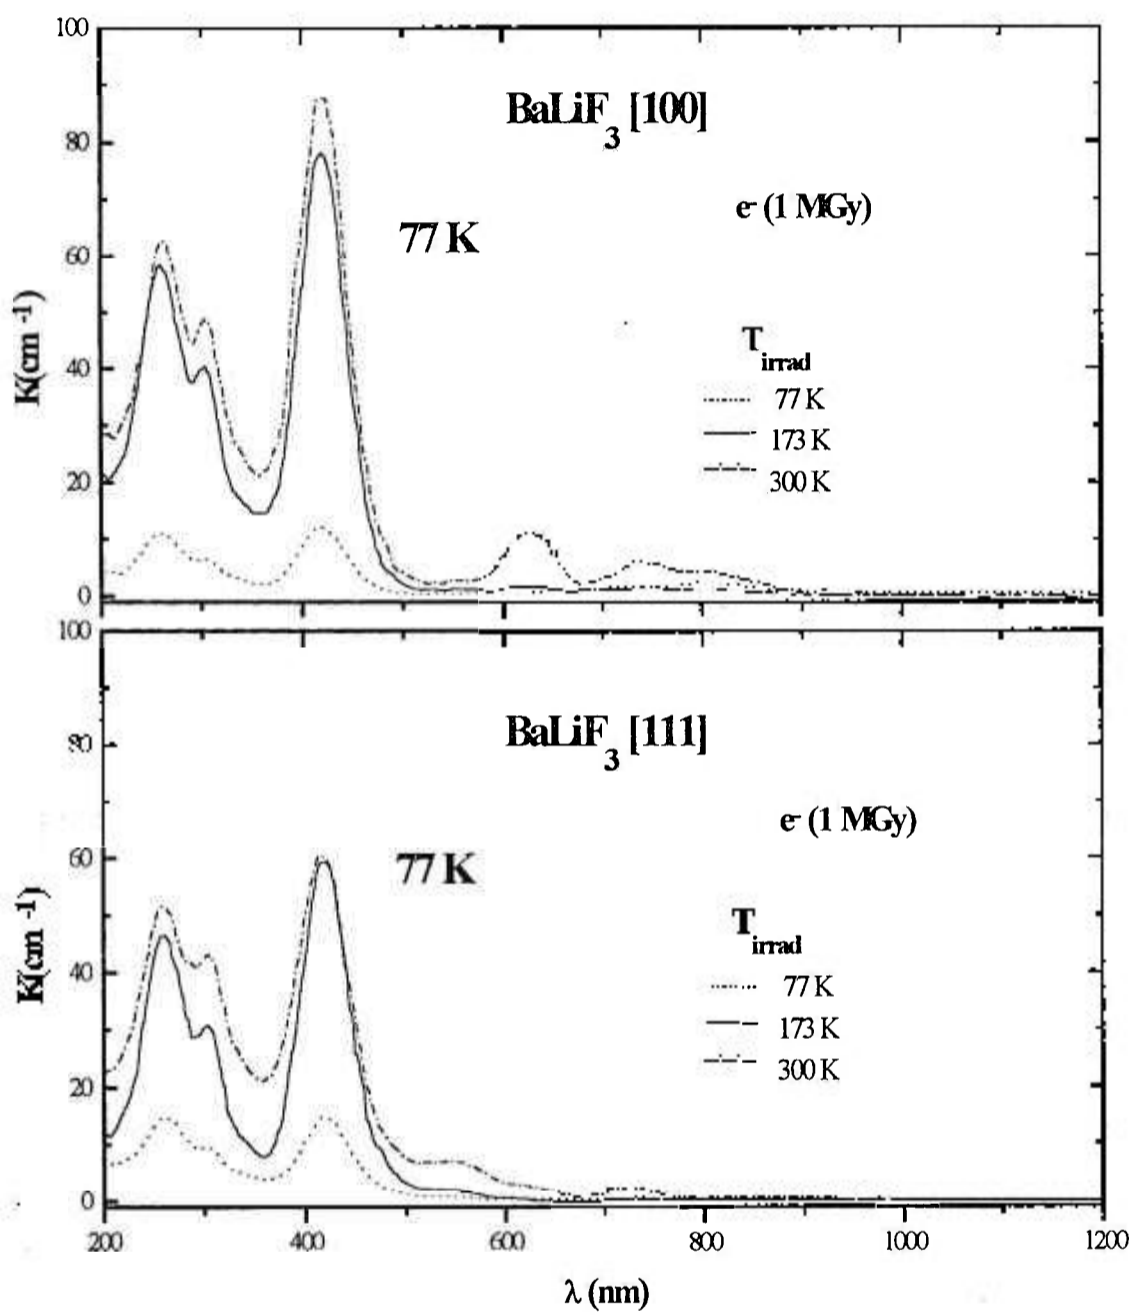 100
BaLiF3 [100]
80
e- (1 MGy)
77 K
60
K(cm -1)
Tirrad
40
77 K
173 K
20
300 K
0
100
BaLiF3 [111]
80
e- (1 MGy)
60
77 K
Tirrad
K(cm -1)
40
77 K
173 K
20
300 K
0
200 400 600 800 1000 1200
λ (nm)